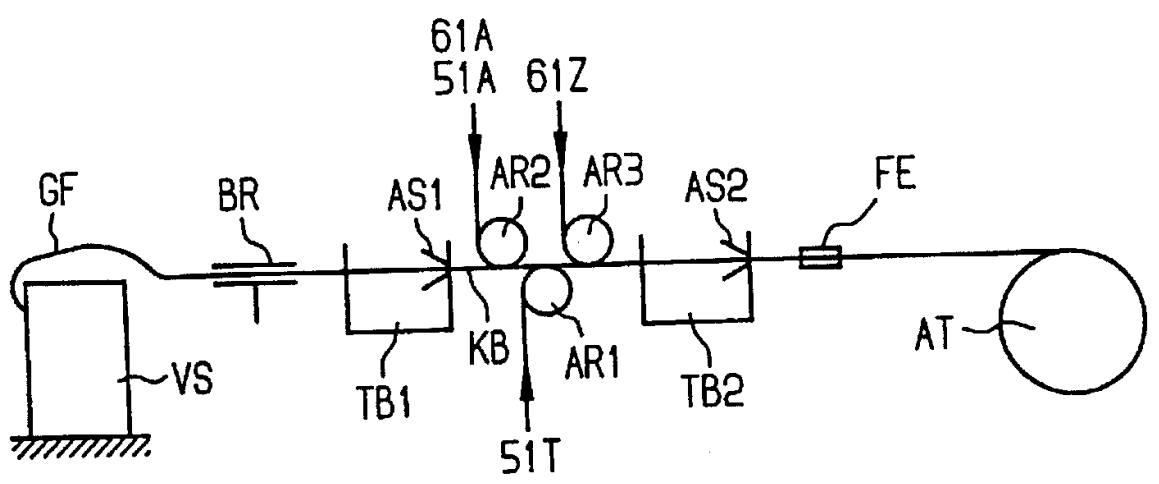 61A
51A
61Z
GF
BR
AS1
AR2
AR3
AS2
FE
VS
TB1
KB
AR1
TB2
AT
51T